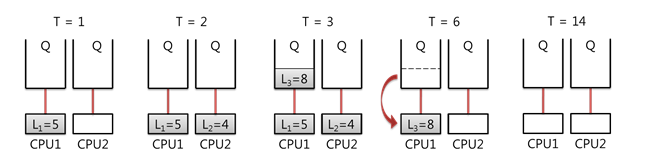 T = 1 T = 2 T = 3 T = 6 T = 14
Q Q Q Q Q
L₃=8
L₁=5 L₁=5 L₂=4 L₁=5 L₂=4 L₃=8
CPU1 CPU2 CPU1 CPU2 CPU1 CPU2 CPU1 CPU2 CPU1 CPU2